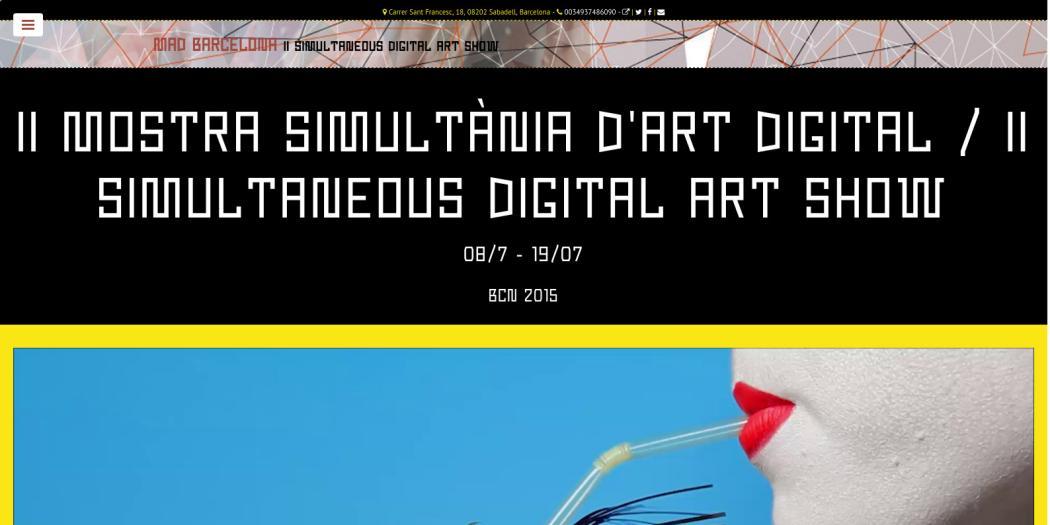 Carrer Sant Francesc, 18, 08202 Sabadell, Barcelona - 0034937486090 - | | |
MAD BARCELONA II SIMULTANEOUS DIGITAL ART SHOW
II MOSTRA SIMULTÀNIA D'ART DIGITAL / II
SIMULTANEOUS DIGITAL ART SHOW
08/7 - 19/07
BCN 2015